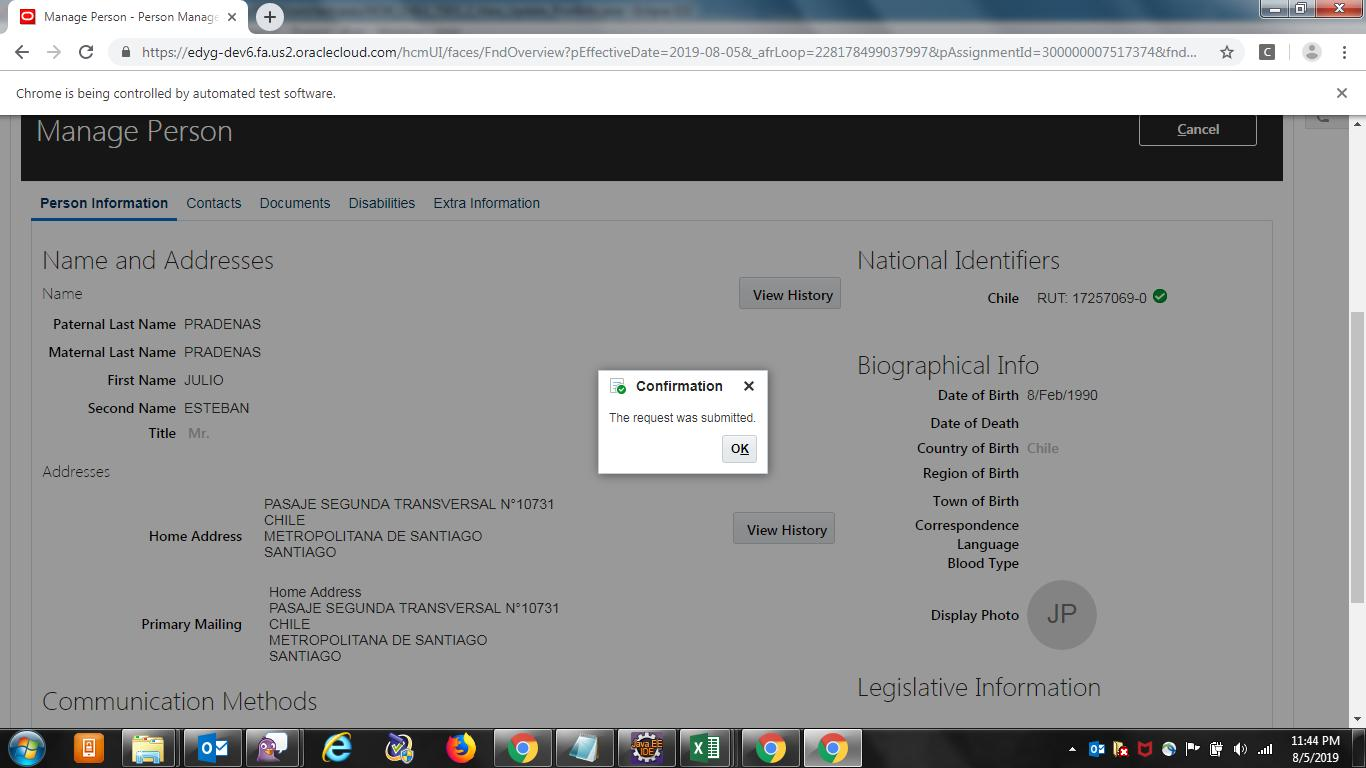 Manage Person - Person Manage
https://edyg-dev6.fa.us2.oraclecloud.com/hcmUI/faces/FndOverview?pEffectiveDate=2019-08-05&_afrLoop=228178499037997&pAssignmentId=300000007517374&fnd...
C
Chrome is being controlled by automated test software.
Manage Person
Cancel
Person Information Contacts Documents Disabilities Extra Information
Name and Addresses
Name
View History
Paternal Last Name PRADENAS
Maternal Last Name PRADENAS
First Name JULIO
Second Name ESTEBAN
Title Mr.
Addresses
Home Address
PASAJE SEGUNDA TRANSVERSAL N°10731
CHILE
METROPOLITANA DE SANTIAGO
SANTIAGO
View History
Primary Mailing
Home Address
PASAJE SEGUNDA TRANSVERSAL N°10731
CHILE
METROPOLITANA DE SANTIAGO
SANTIAGO
Communication Methods
Confirmation
The request was submitted.
OK
National Identifiers
Chile RUT: 17257069-0
Biographical Info
Date of Birth 8/Feb/1990
Date of Death
Country of Birth Chile
Region of Birth
Town of Birth
Correspondence
Language
Blood Type
Display Photo JP
Legislative Information
Java EE
IDE
11:44 PM
8/5/2019